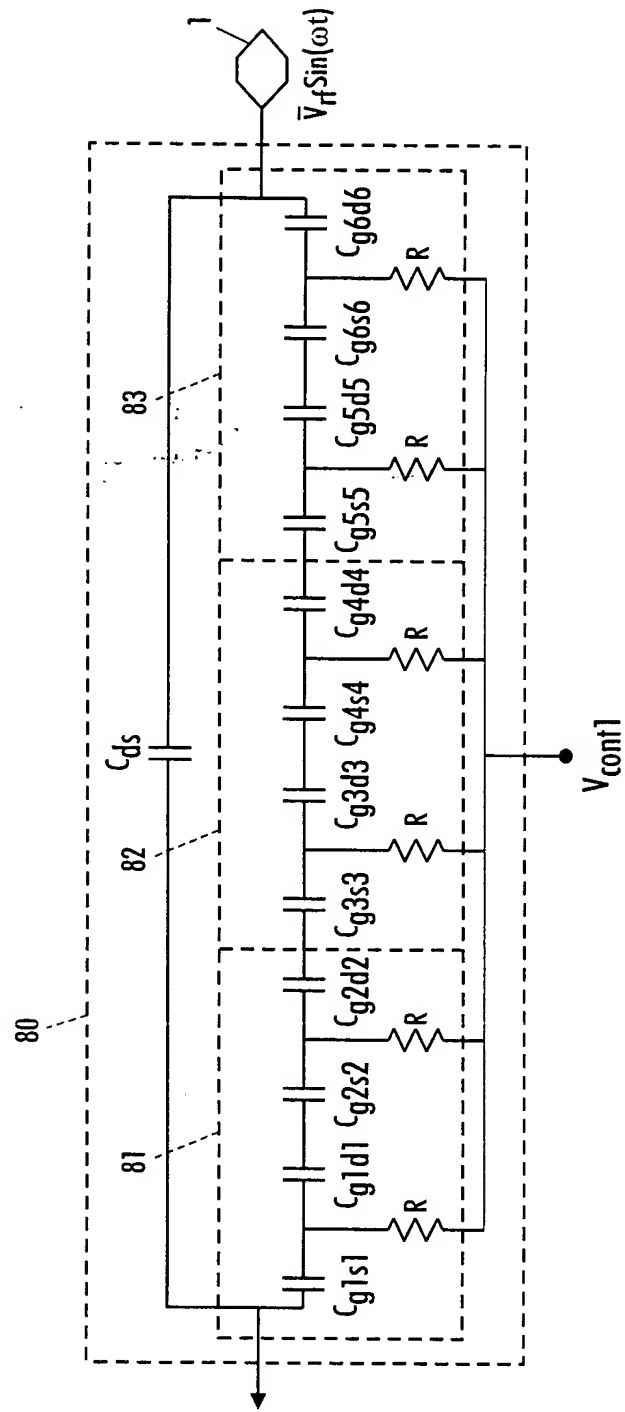 1
V̅rfSin(ωt)
80
81
82
83
Cds
Cg1s1
Cg1d1
Cg2s2
Cg2d2
Cg3s3
Cg3d3
Cg4s4
Cg4d4
Cg5s5
Cg5d5
Cg6s6
Cg6d6
R
R
R
R
R
R
Vcont1